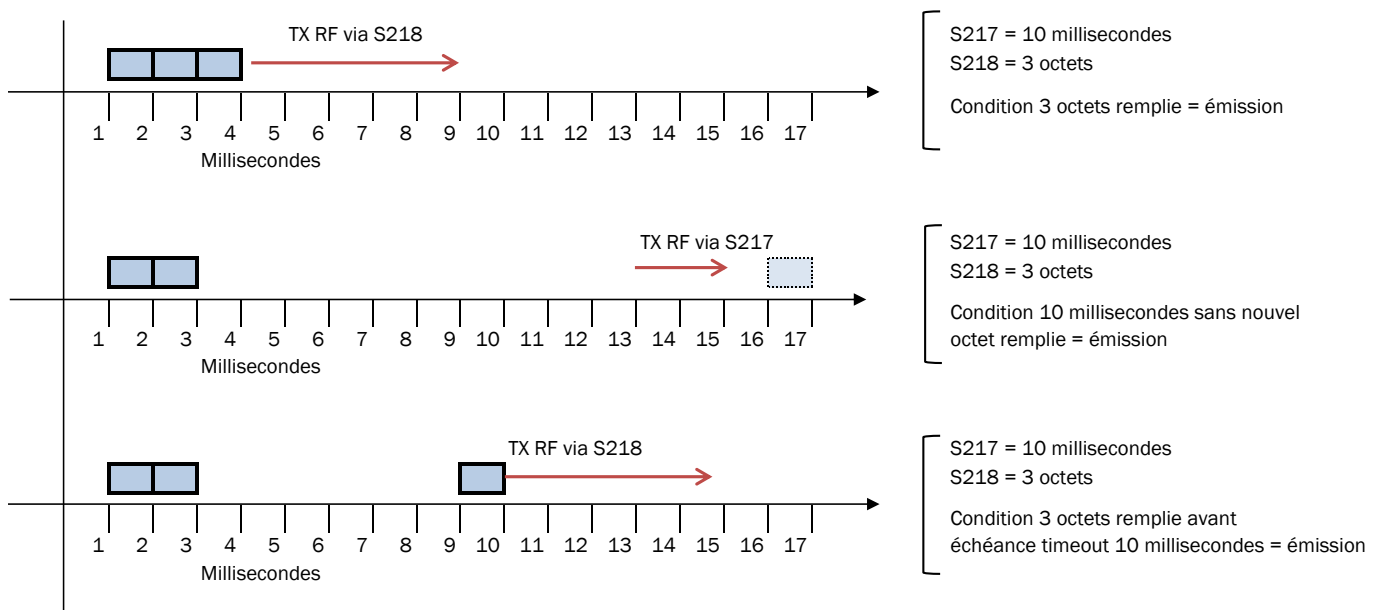 TX RF via S218
1 2 3 4 5 6 7 8 9 10 11 12 13 14 15 16 17
Millisecondes
S217 = 10 millisecondes
S218 = 3 octets
Condition 3 octets remplie = émission
TX RF via S217
1 2 3 4 5 6 7 8 9 10 11 12 13 14 15 16 17
Millisecondes
S217 = 10 millisecondes
S218 = 3 octets
Condition 10 millisecondes sans nouvel
octet remplie = émission
TX RF via S218
1 2 3 4 5 6 7 8 9 10 11 12 13 14 15 16 17
Millisecondes
S217 = 10 millisecondes
S218 = 3 octets
Condition 3 octets remplie avant
échéance timeout 10 millisecondes = émission